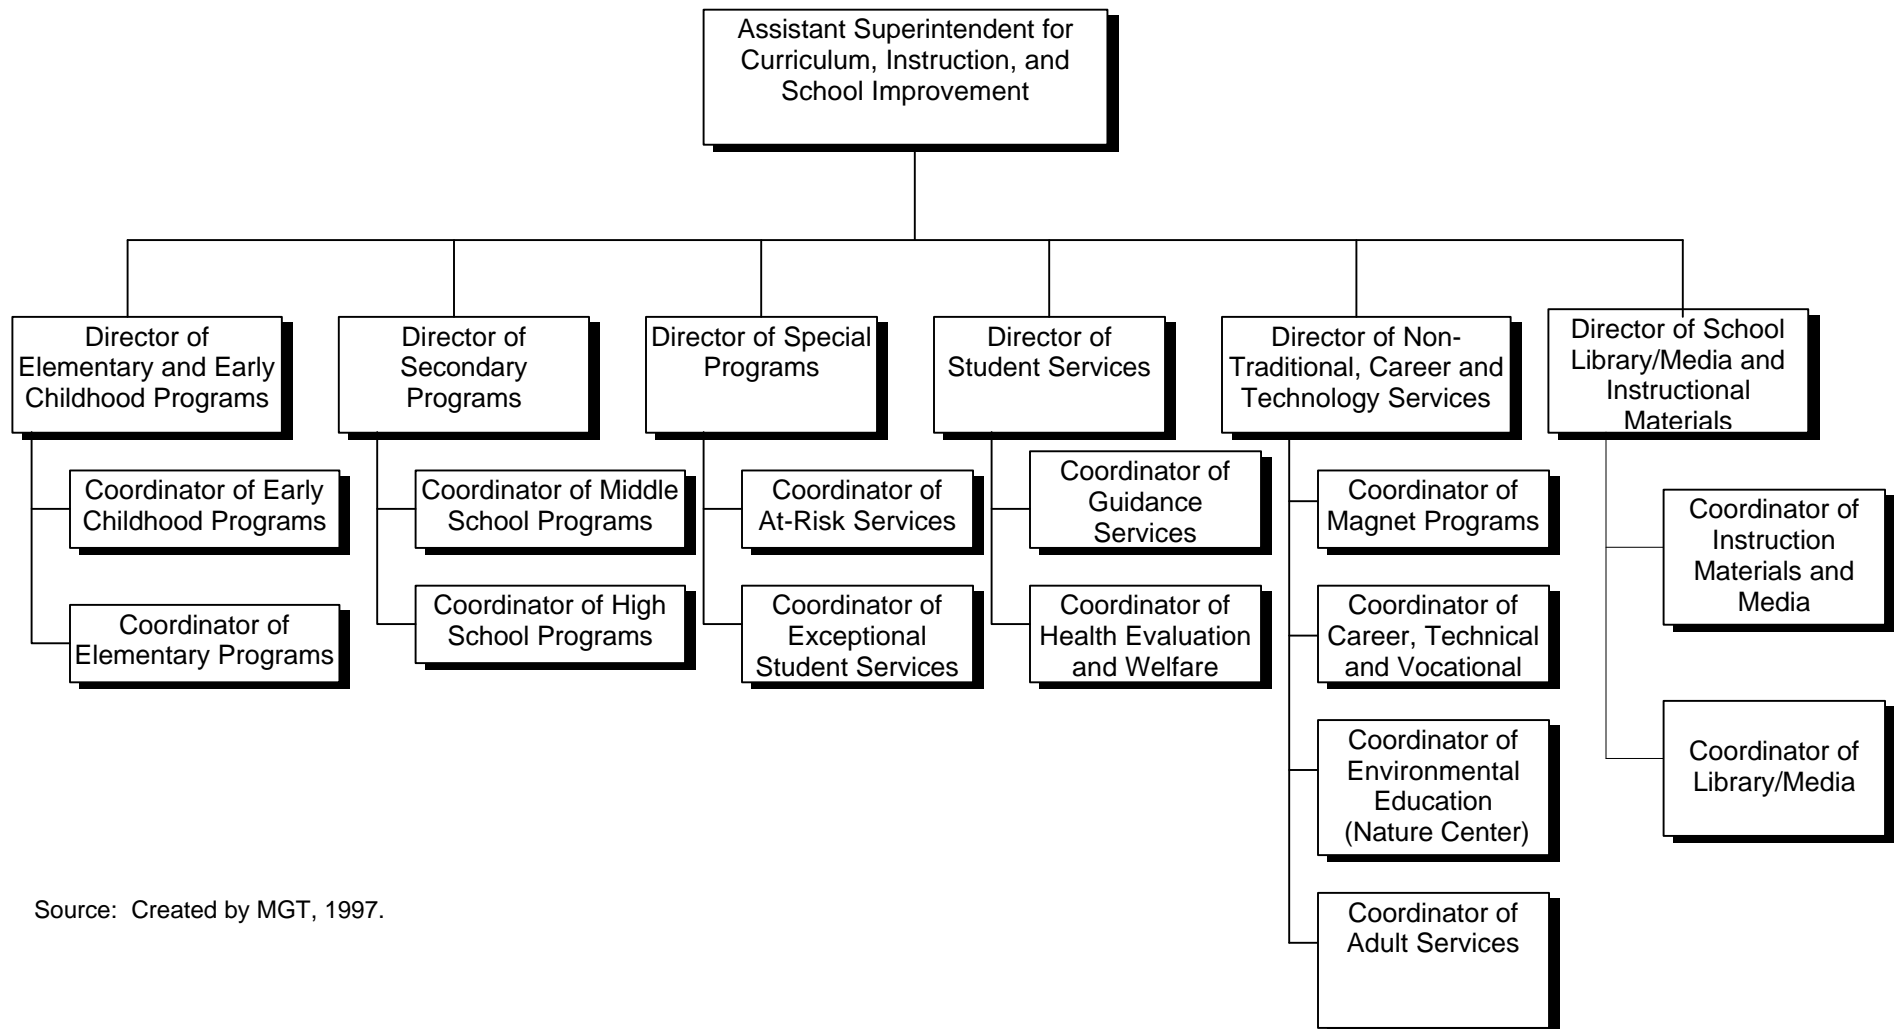 Assistant Superintendent for
Curriculum, Instruction, and
School Improvement
Director of
Elementary and Early
Childhood Programs
Director of
Secondary
Programs
Director of Special
Programs
Director of
Student Services
Director of Non-
Traditional, Career and
Technology Services
Director of School
Library/Media and
Instructional
Materials
Coordinator of Early
Childhood Programs
Coordinator of
Elementary Programs
Coordinator of Middle
School Programs
Coordinator of High
School Programs
Coordinator of
At-Risk Services
Coordinator of
Exceptional
Student Services
Coordinator of
Guidance
Services
Coordinator of
Health Evaluation
and Welfare
Coordinator of
Magnet Programs
Coordinator of
Career, Technical
and Vocational
Coordinator of
Environmental
Education
(Nature Center)
Coordinator of
Adult Services
Coordinator of
Instruction
Materials and
Media
Coordinator of
Library/Media
Source: Created by MGT, 1997.